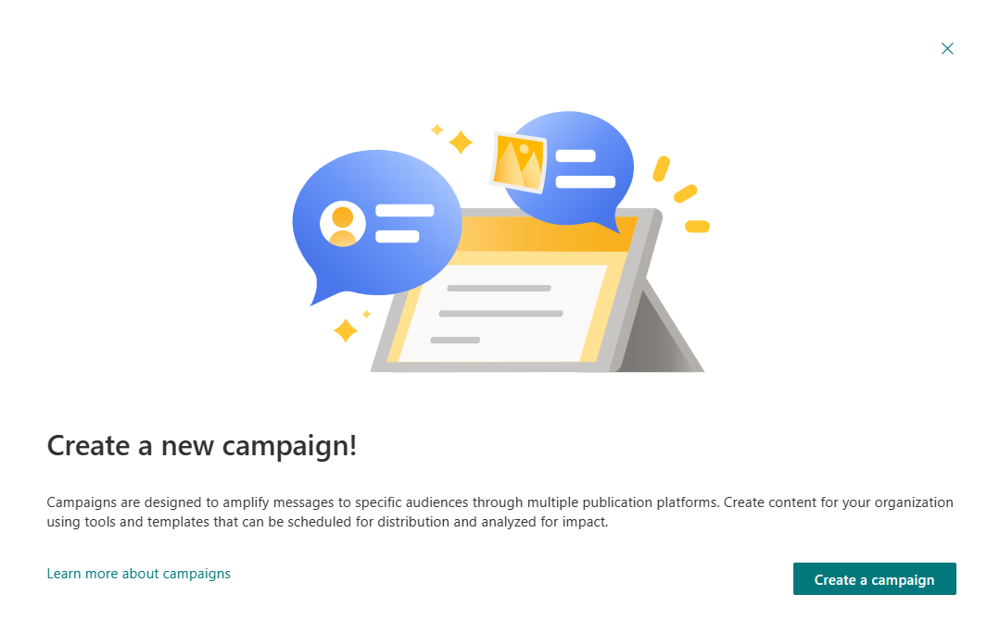 Create a new campaign!
Campaigns are designed to amplify messages to specific audiences through multiple publication platforms. Create content for your organization
using tools and templates that can be scheduled for distribution and analyzed for impact.
Learn more about campaigns
Create a campaign